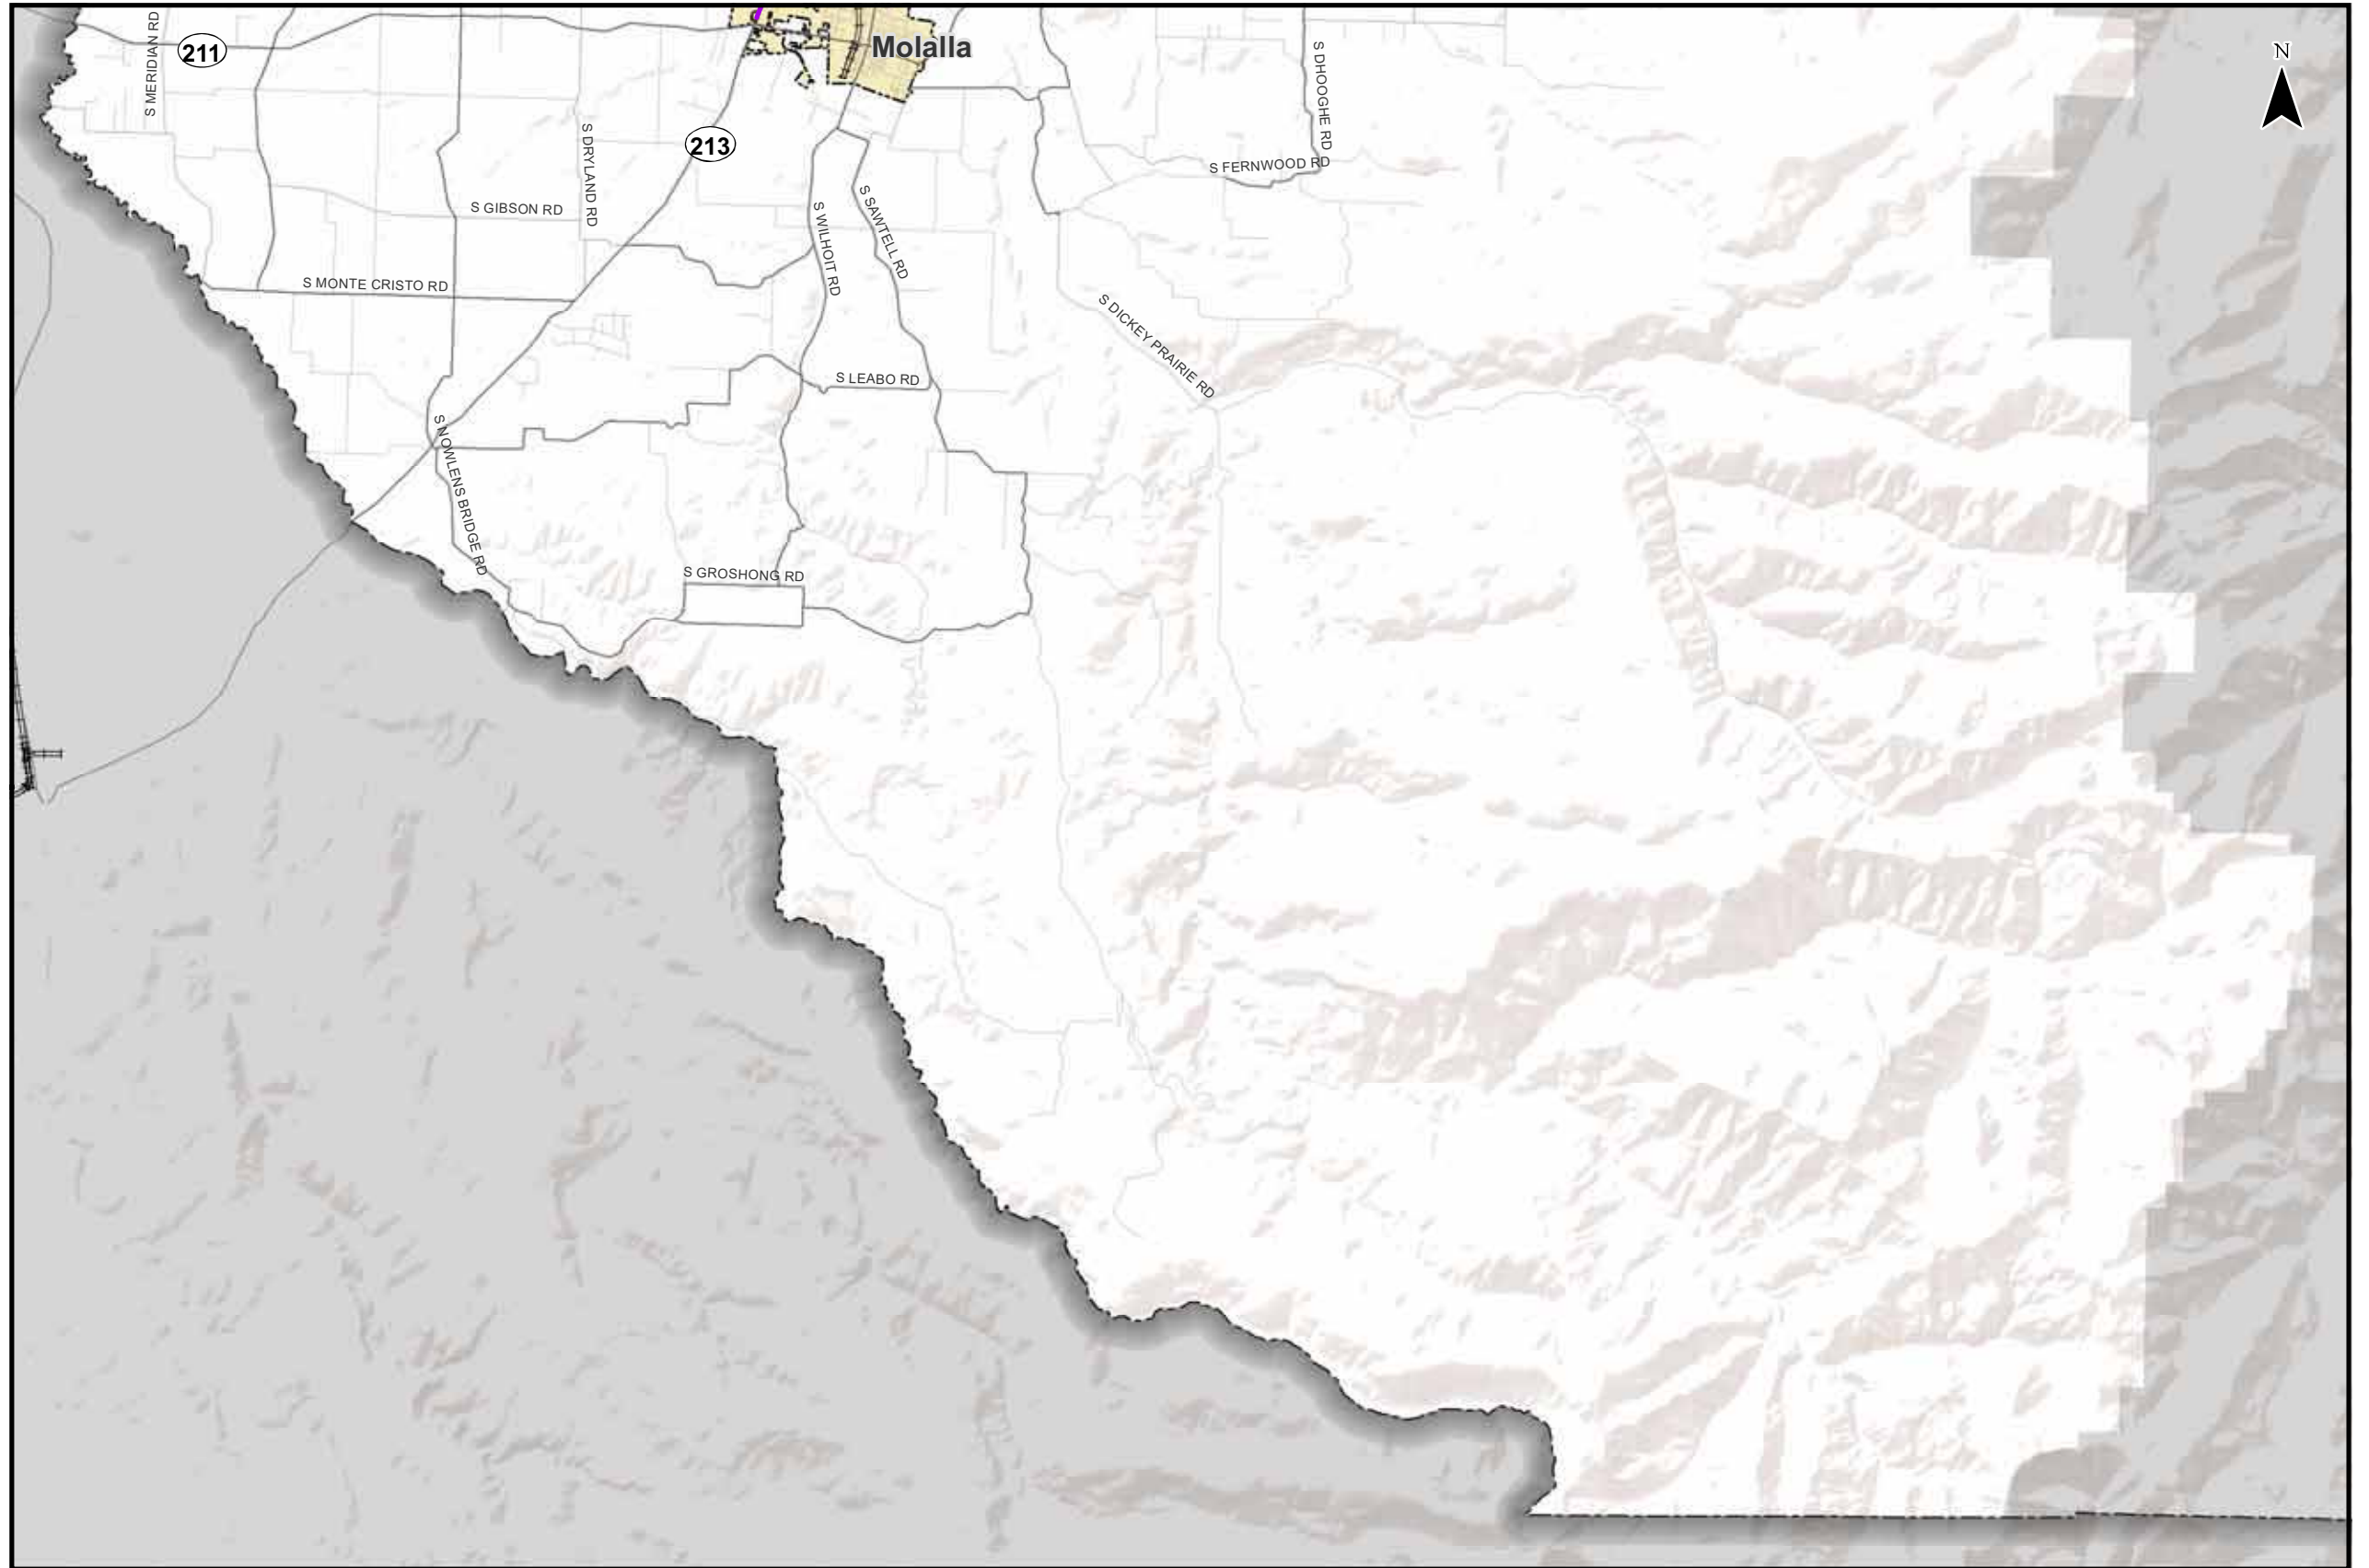 N
S MERIDIAN RD
211
Molalla
S DHOOGHE RD
S DRYLAND RD
213
S FERNWOOD RD
S GIBSON RD
S WILHOIT RD
S SAWTELL RD
S MONTE CRISTO RD
S DICKEY PRAIRIE RD
S LEABO RD
S NOWLENS BRIDGE RD
S GROSHONG RD